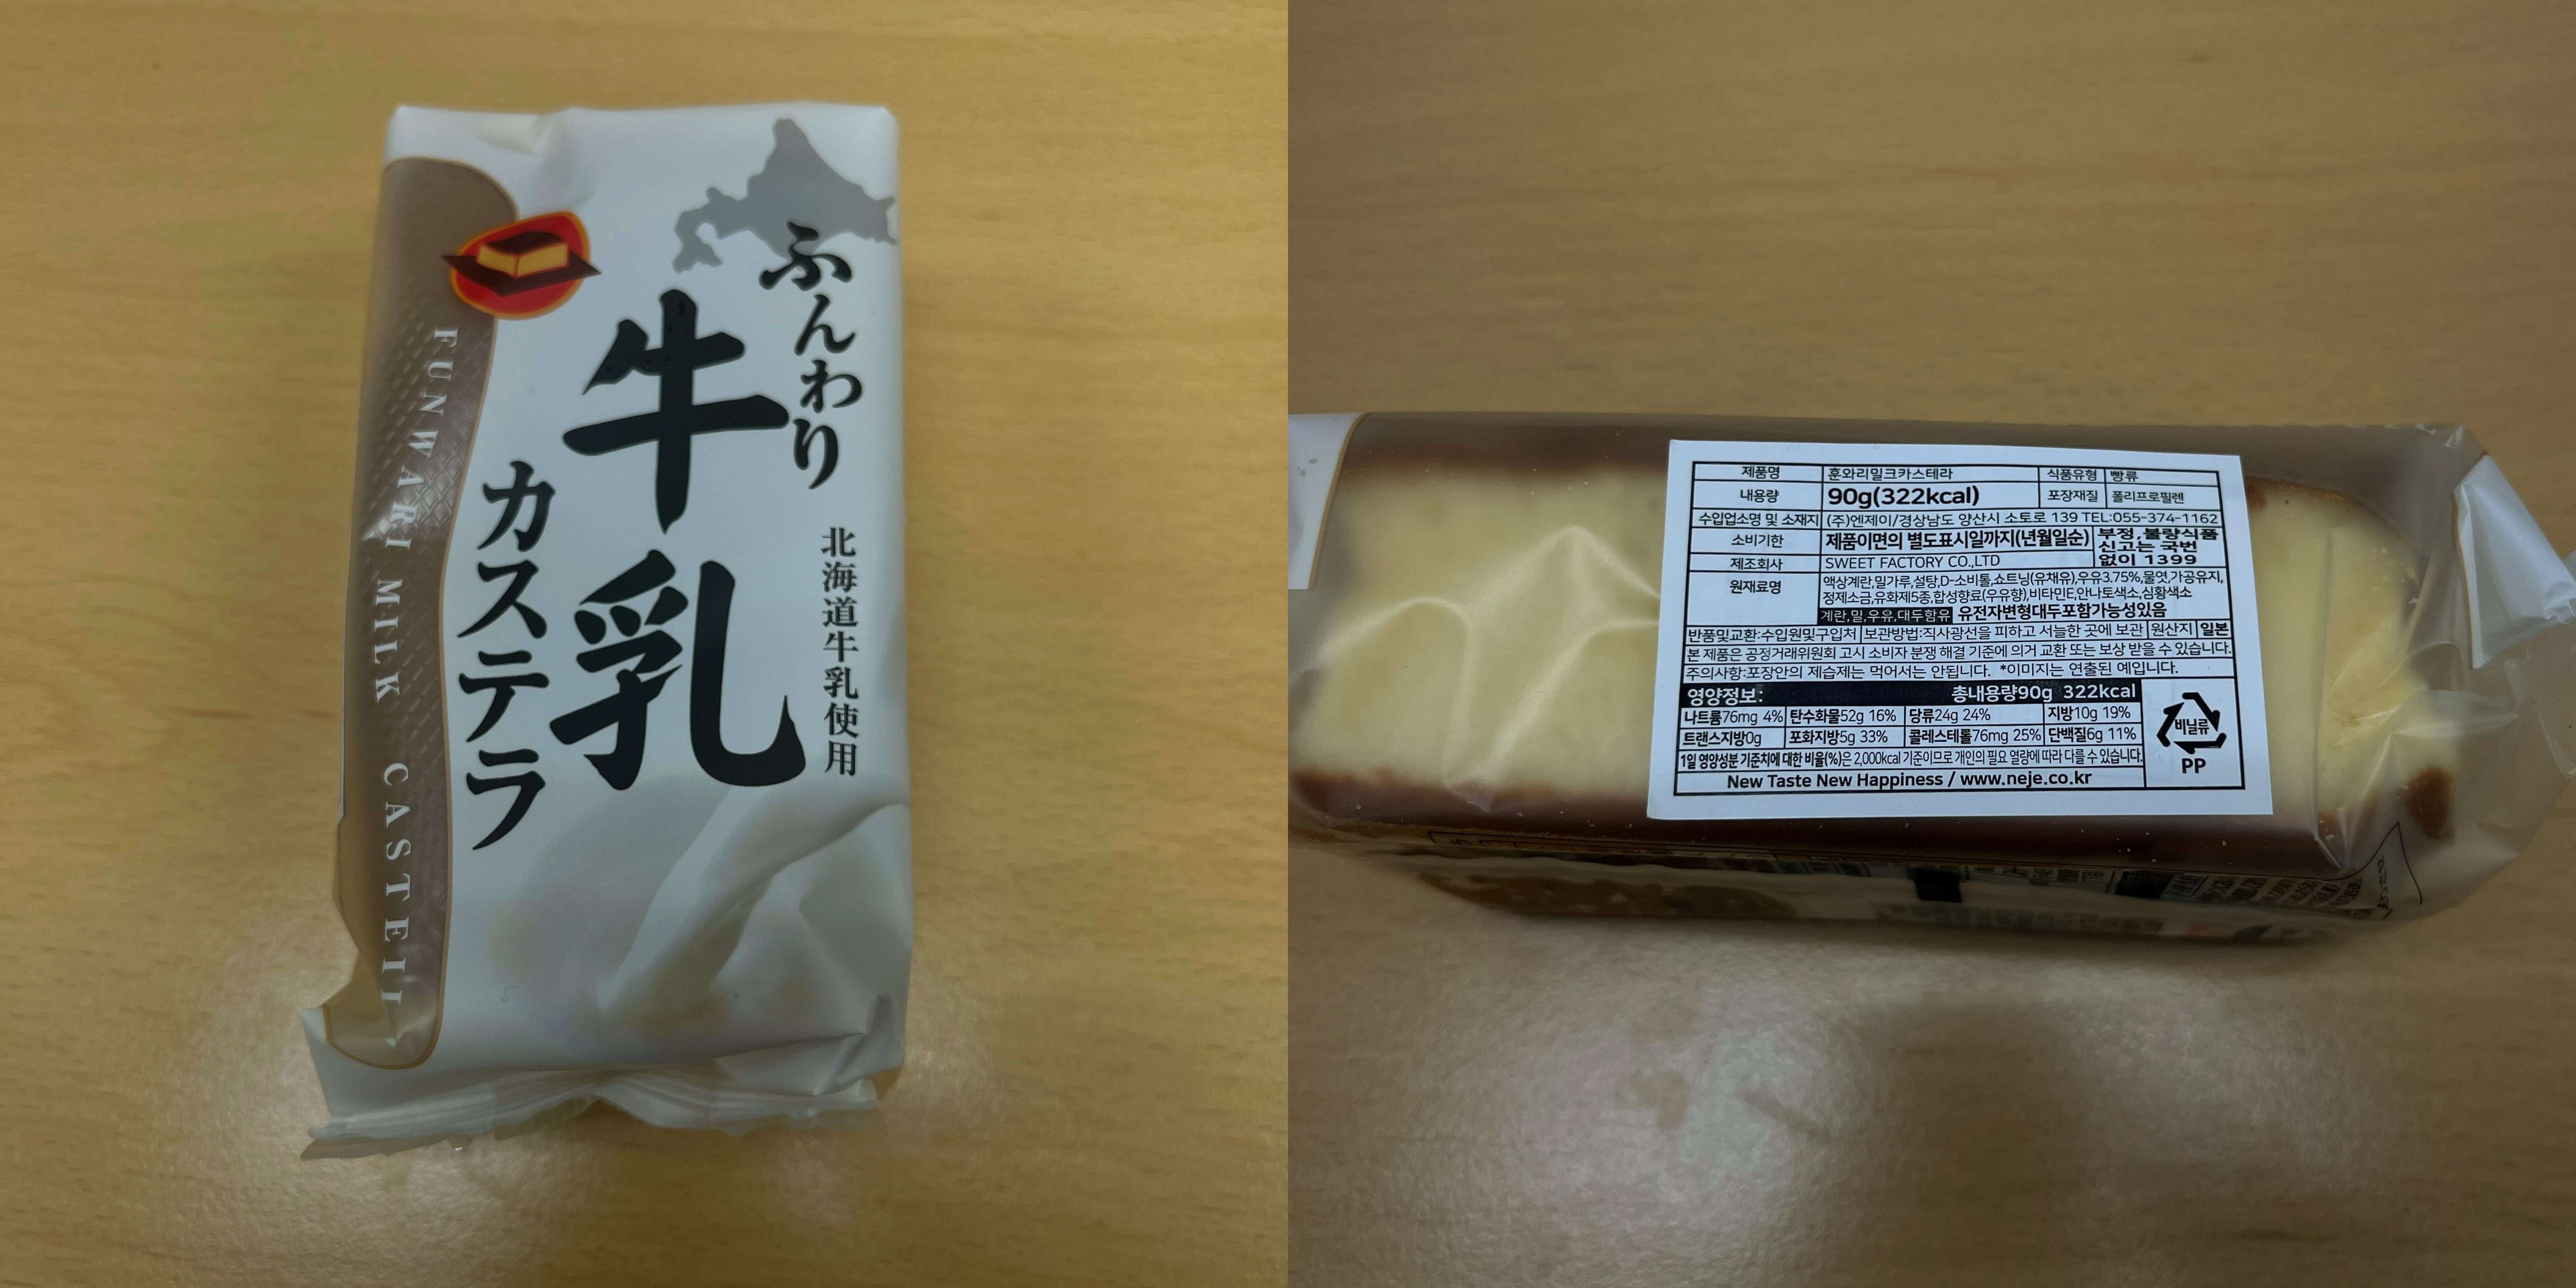 ふんわり
牛乳
カステラ
北海道牛乳使用
FUNWARI MILK CASTELL
제품명 훈와리밀크카스테라 식품유형 빵류
내용량 90g(322kcal) 포장재질 폴리프로필렌
수입업소명 및 소재지 (주)엔제이/경상남도 양산시 소토로 139 TEL:055-374-1162
소비기한 제품이면의 별도표시일까지(년월일순) 부정,불량식품 신고는 국번없이 1399
제조회사 SWEET FACTORY CO.,LTD
원재료명 액상계란,밀가루,설탕,D-소비톨,쇼트닝(유채유),우유3.75%,물엿,가공유지,
정제소금,유화제5종,합성향료(우유향),비타민E,안나토색소,심황색소
계란,밀,우유,대두함유 유전자변형대두포함가능성있음
반품및교환:수입원및구입처 보관방법:직사광선을 피하고 서늘한 곳에 보관 원산지 일본
본 제품은 공정거래위원회 고시 소비자 분쟁 해결 기준에 의거 교환 또는 보상 받을 수 있습니다.
주의사항:포장안의 제습제는 먹어서는 안됩니다. *이미지는 연출된 예입니다.
영양정보: 총내용량90g 322kcal
나트륨76mg 4% 탄수화물52g 16% 당류24g 24% 지방10g 19%
트랜스지방0g 포화지방5g 33% 콜레스테롤76mg 25% 단백질6g 11%
1일 영양성분 기준치에 대한 비율(%)은 2,000kcal 기준이므로 개인의 필요 열량에 따라 다를 수 있습니다.
New Taste New Happiness / www.neje.co.kr
비닐류
PP